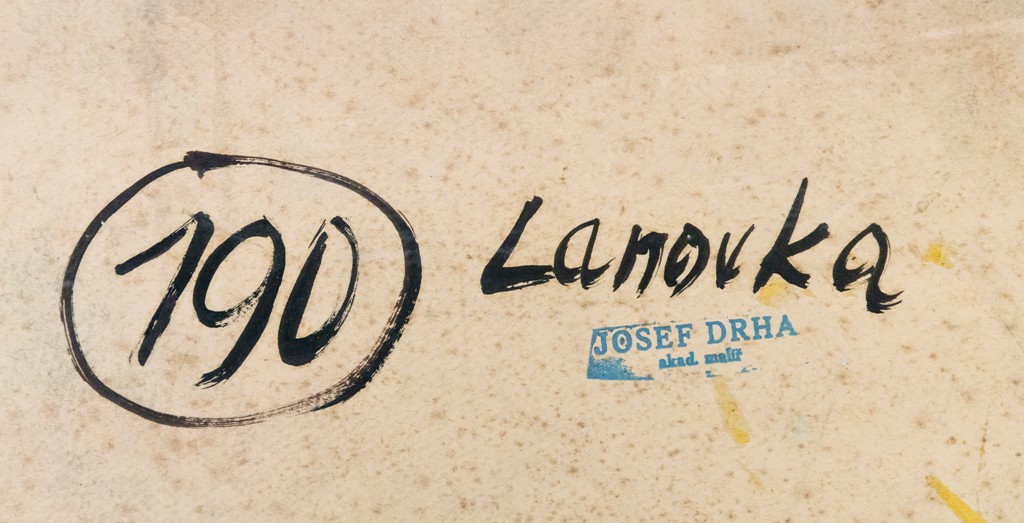 190
Lanovka
JOSEF DRHA
akad. malíř